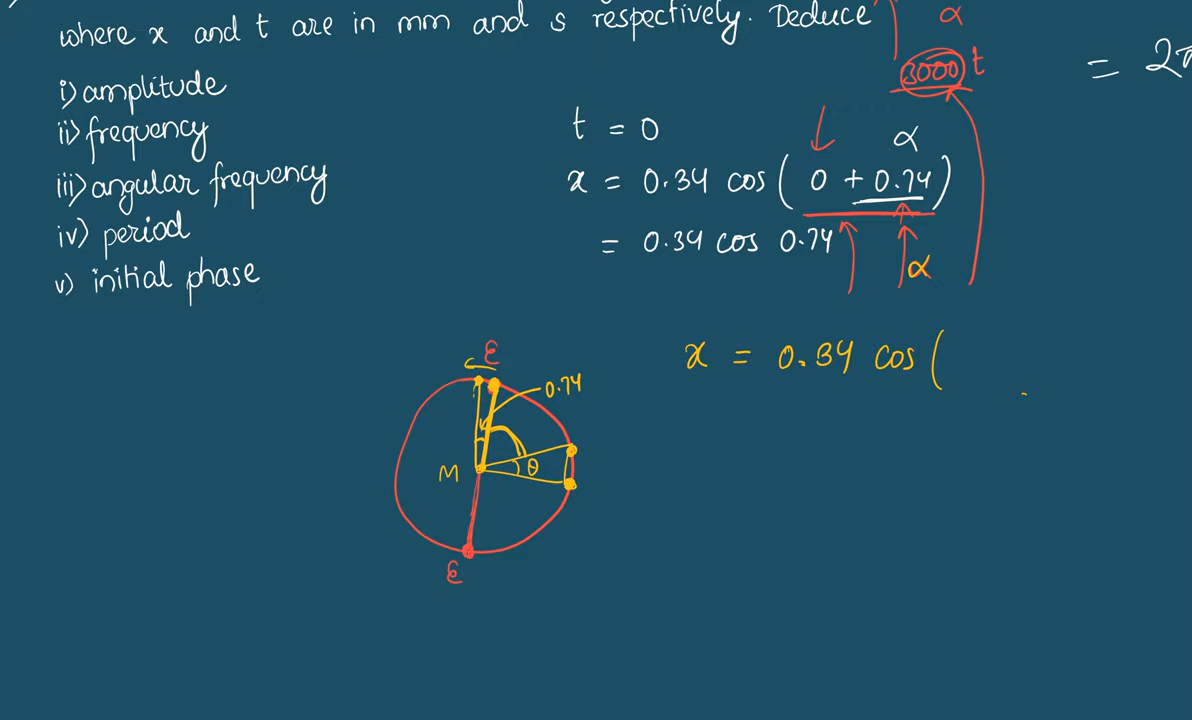 where x and t are in mm and s respectively. Deduce
i) amplitude
ii) frequency
iii) angular frequency
iv) period
v) initial phase
α
3000 t
= 2π
t = 0
α
x = 0.34 cos ( 0 + 0.74 )
= 0.34 cos 0.74
α
x = 0.34 cos (
ε
0.74
M
θ
ε